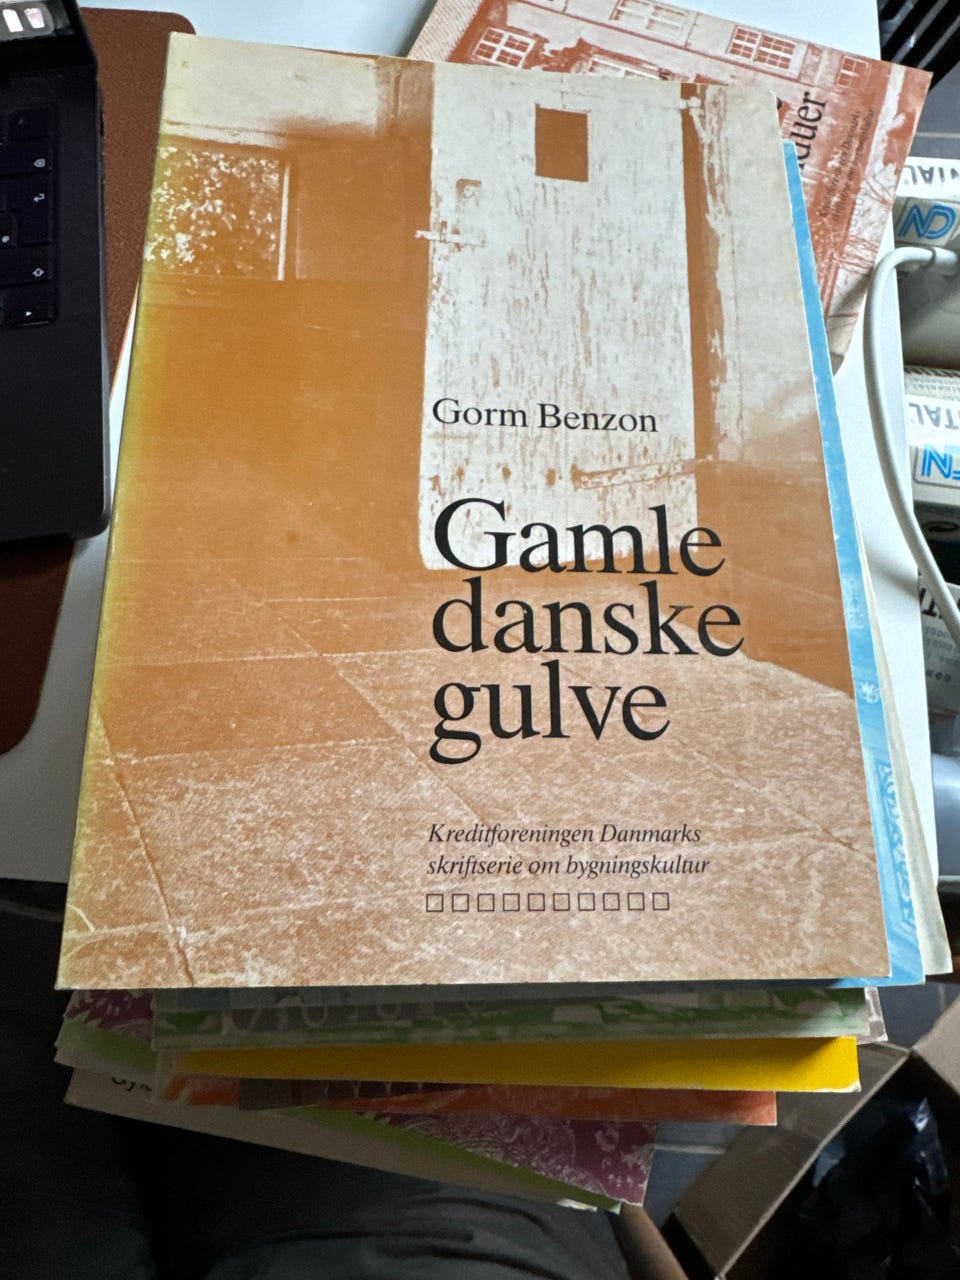 Gorm Benzon
Gamle
danske
gulve
Kreditforeningen Danmarks
skriftserie om bygningskultur